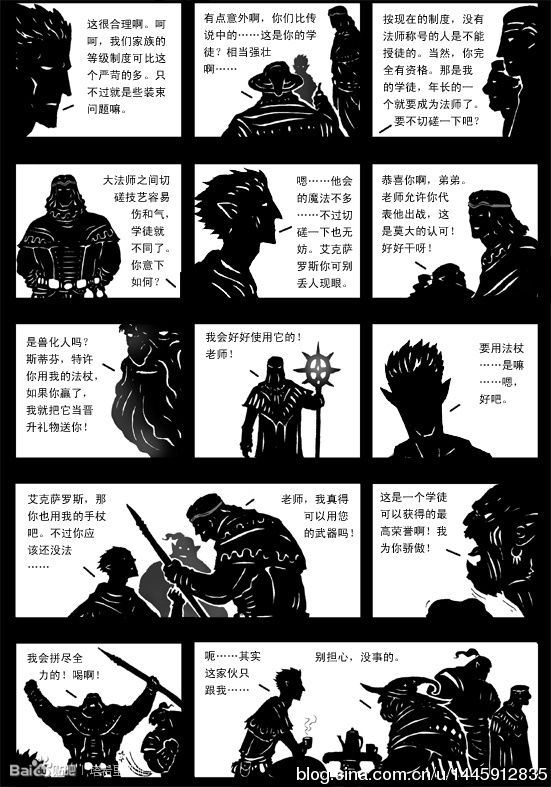 这很合理啊。呵
呵,我们家族的
等级制度可比这
个严苛的多。只
不过就是些装束
问题嘛。
有点意外啊,你们比传
说中的……这是你的学
徒?相当强壮
啊……
按现在的制度,没有
法师称号的人是不能
授徒的。当然,你完
全有资格。那是我
的学徒,年长的一
个就要成为法师了。
要不切磋一下吧?
大法师之间切
磋技艺容易
伤和气,
学徒就
不同了。
你意下
如何?
嗯……他会
的魔法不多
……不过切
磋一下也无
妨。艾克萨
罗斯你可别
丢人现眼。
恭喜你啊,弟弟。
老师允许你代
表他出战,这
是莫大的认可!
好好干呀!
是兽化人吗?
斯蒂芬,特许
你用我的法杖,
如果你赢了,
我就把它当晋
升礼物送你!
我会好好使用它的!
老师!
要用法杖
……是嘛
……嗯,
好吧。
艾克萨罗斯,那
你也用我的手杖
吧。不过你应
该还没法
……
老师,我真得
可以用您
的武器吗!
这是一个学徒
可以获得的最
高荣誉啊!我
为你骄傲!
我会拼尽全
力的!喝啊!
呃……其实
这家伙只
跟我……
别担心,没事的。
Bai贴吧
blog.sina.com.cn/u/1445912835